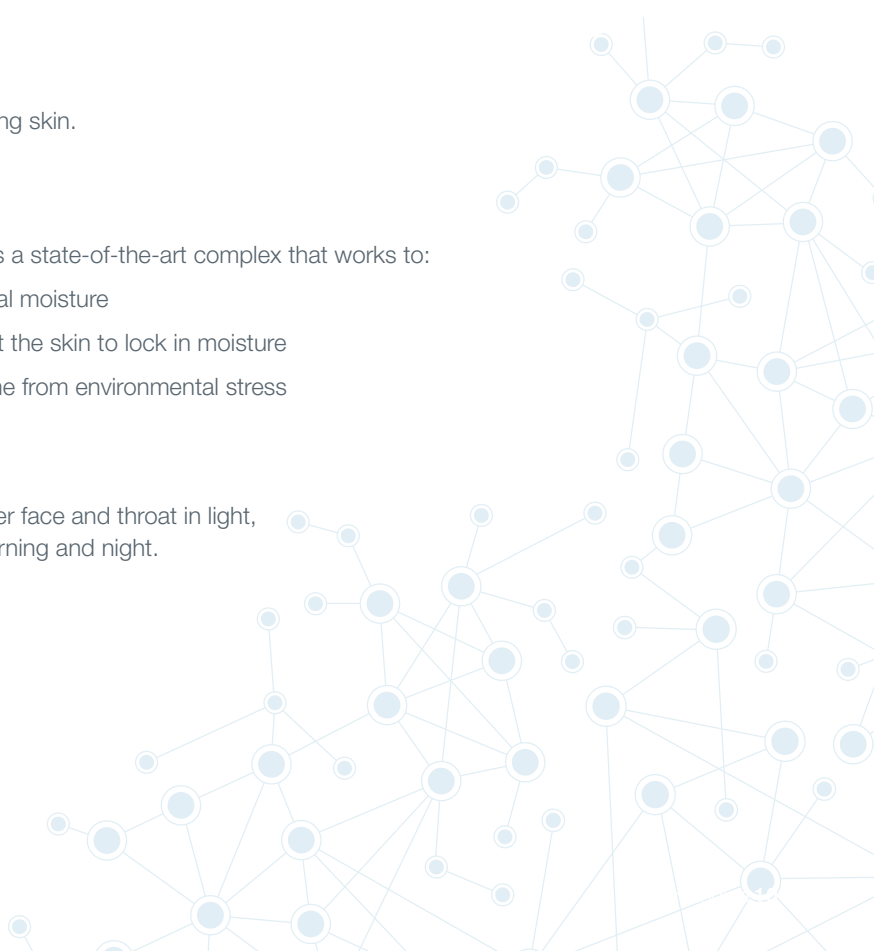 ng skin.
s a state-of-the-art complex that works to:
al moisture
t the skin to lock in moisture
ne from environmental stress
er face and throat in light,
rning and night.